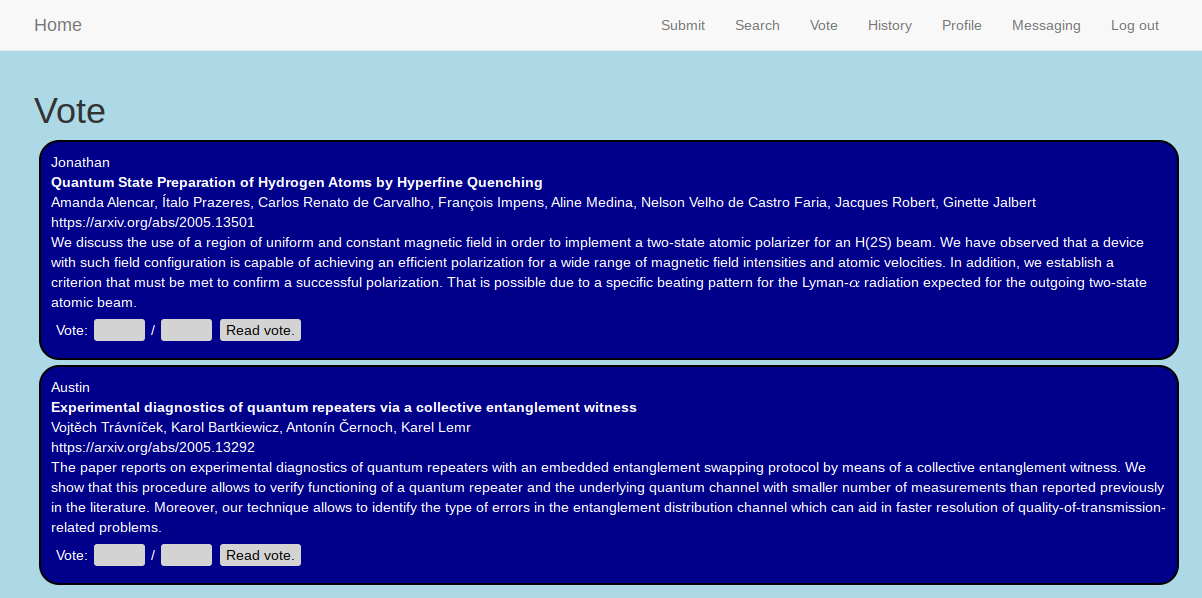 Home Submit Search Vote History Profile Messaging Log out
Vote
Jonathan
Quantum State Preparation of Hydrogen Atoms by Hyperfine Quenching
Amanda Alencar, Ítalo Prazeres, Carlos Renato de Carvalho, François Impens, Aline Medina, Nelson Velho de Castro Faria, Jacques Robert, Ginette Jalbert
https://arxiv.org/abs/2005.13501
We discuss the use of a region of uniform and constant magnetic field in order to implement a two-state atomic polarizer for an H(2S) beam. We have observed that a device
with such field configuration is capable of achieving an efficient polarization for a wide range of magnetic field intensities and atomic velocities. In addition, we establish a
criterion that must be met to confirm a successful polarization. That is possible due to a specific beating pattern for the Lyman-α radiation expected for the outgoing two-state
atomic beam.
Vote: / Read vote.
Austin
Experimental diagnostics of quantum repeaters via a collective entanglement witness
Vojtěch Trávníček, Karol Bartkiewicz, Antonín Černoch, Karel Lemr
https://arxiv.org/abs/2005.13292
The paper reports on experimental diagnostics of quantum repeaters with an embedded entanglement swapping protocol by means of a collective entanglement witness. We
show that this procedure allows to verify functioning of a quantum repeater and the underlying quantum channel with smaller number of measurements than reported previously
in the literature. Moreover, our technique allows to identify the type of errors in the entanglement distribution channel which can aid in faster resolution of quality-of-transmission-
related problems.
Vote: / Read vote.